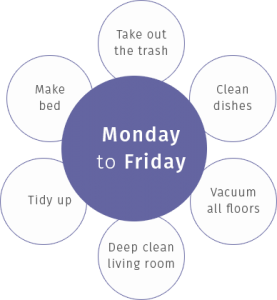 Take out
the trash
Make
bed
Clean
dishes
Monday
to Friday
Tidy up
Vacuum
all floors
Deep clean
living room